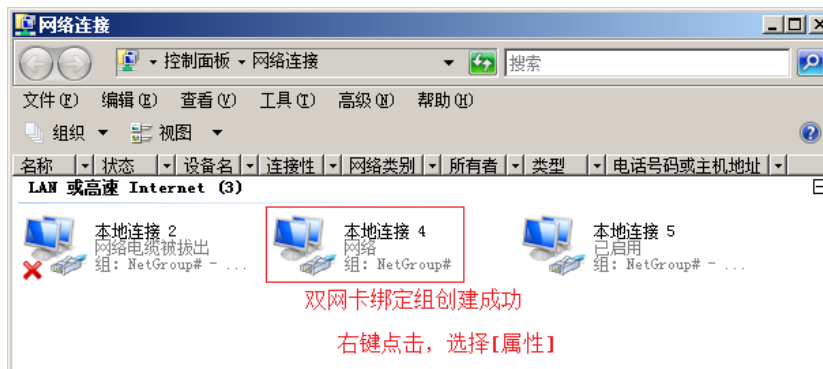 网络连接
控制面板 网络连接 搜索
文件(F) 编辑(E) 查看(V) 工具(T) 高级(N) 帮助(H)
组织 视图
名称 状态 设备名 连接性 网络类别 所有者 类型 电话号码或主机地址
LAN 或高速 Internet (3)
本地连接 2 本地连接 4 本地连接 5
网络电缆被拔出 网络 已启用
组: NetGroup# - ... 组: NetGroup# 组: NetGroup# - ...
双网卡绑定组创建成功
右键点击，选择[属性]